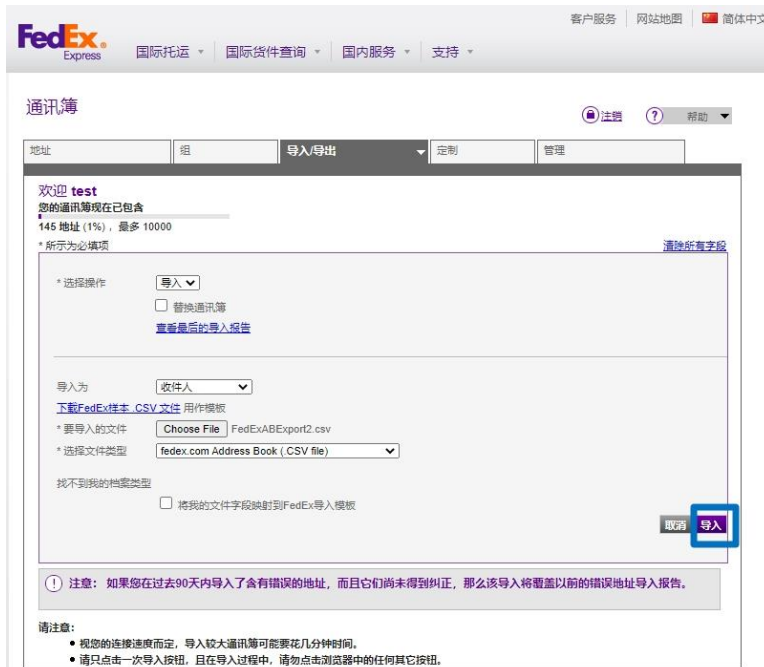 客户服务 网站地图 简体中文
FedEx
Express
国际托运 国际货件查询 国内服务 支持
通讯簿
注销 ? 帮助
地址 组 导入/导出 定制 管理
欢迎 test
您的通讯簿现在已包含
145 地址 (1%) ，最多 10000
* 所示为必填项 清除所有字段
* 选择操作 导入
替换通讯簿
查看最后的导入报告
导入为 收件人
下载FedEx样本 .CSV 文件 用作模板
* 要导入的文件 Choose File FedExABExport2.csv
* 选择文件类型 fedex.com Address Book (.CSV file)
找不到我的档案类型
将我的文件字段映射到FedEx导入模板
取消 导入
! 注意： 如果您在过去90天内导入了含有错误的地址，而且它们尚未得到纠正，那么该导入将覆盖以前的错误地址导入报告。
请注意：
• 视您的连接速度而定，导入较大通讯簿可能要花几分钟时间。
• 请只点击一次导入按钮，且在导入过程中，请勿点击浏览器中的任何其它按钮。